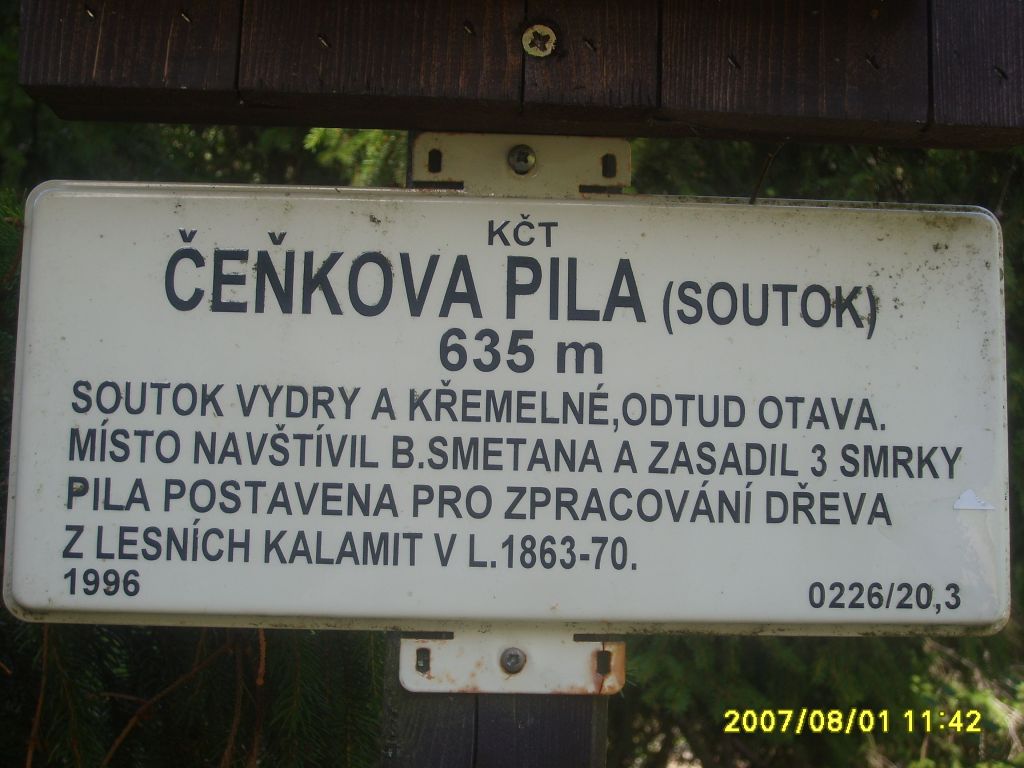 KČT
ČEŇKOVA PILA (SOUTOK)
635 m
SOUTOK VYDRY A KŘEMELNÉ,ODTUD OTAVA.
MÍSTO NAVŠTÍVIL B.SMETANA A ZASADIL 3 SMRKY
PILA POSTAVENA PRO ZPRACOVÁNÍ DŘEVA
Z LESNÍCH KALAMIT V L.1863-70.
1996 0226/20,3
2007/08/01 11:42